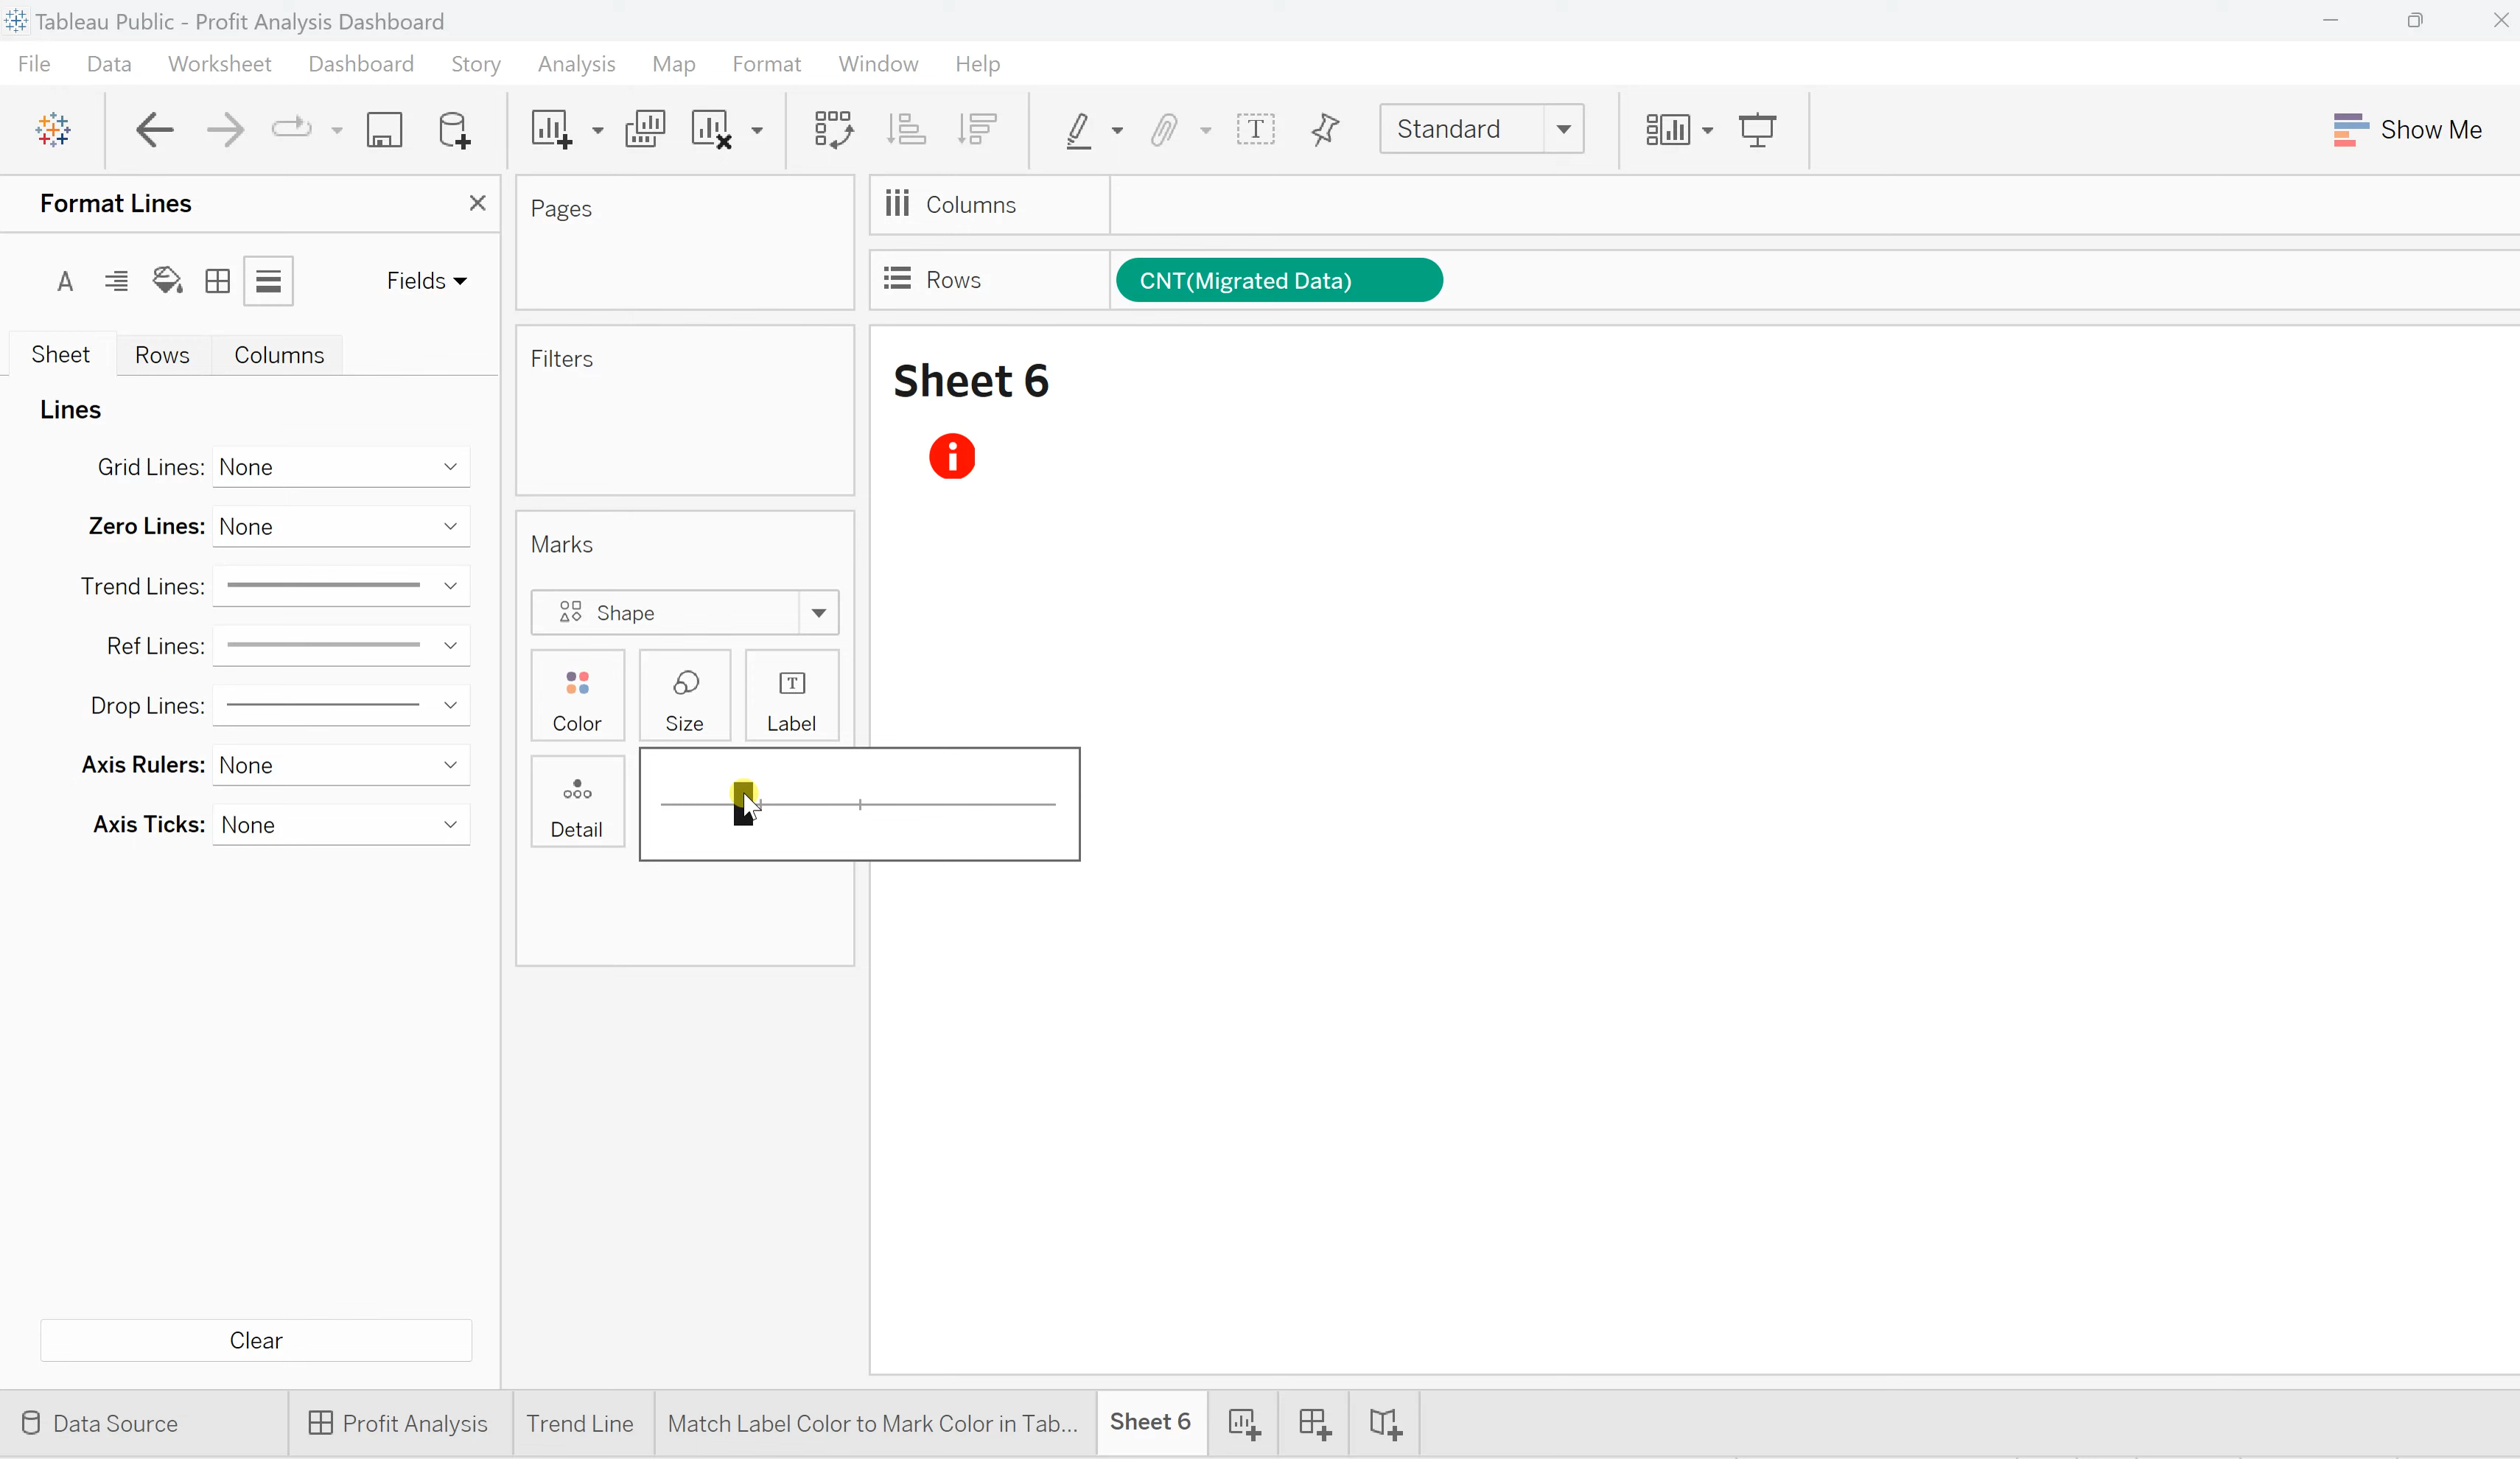 Tableau Public - Profit Analysis Dashboard
File Data Worksheet Dashboard Story Analysis Map Format Window Help
Standard
Show Me
Format Lines
Fields
Sheet Rows Columns
Lines
Grid Lines: None
Zero Lines: None
Trend Lines:
Ref Lines:
Drop Lines:
Axis Rulers: None
Axis Ticks: None
Clear
Pages
Filters
Marks
Shape
Color Size Label
Detail
Columns
Rows CNT(Migrated Data)
Sheet 6
Data Source Profit Analysis Trend Line Match Label Color to Mark Color in Tab... Sheet 6